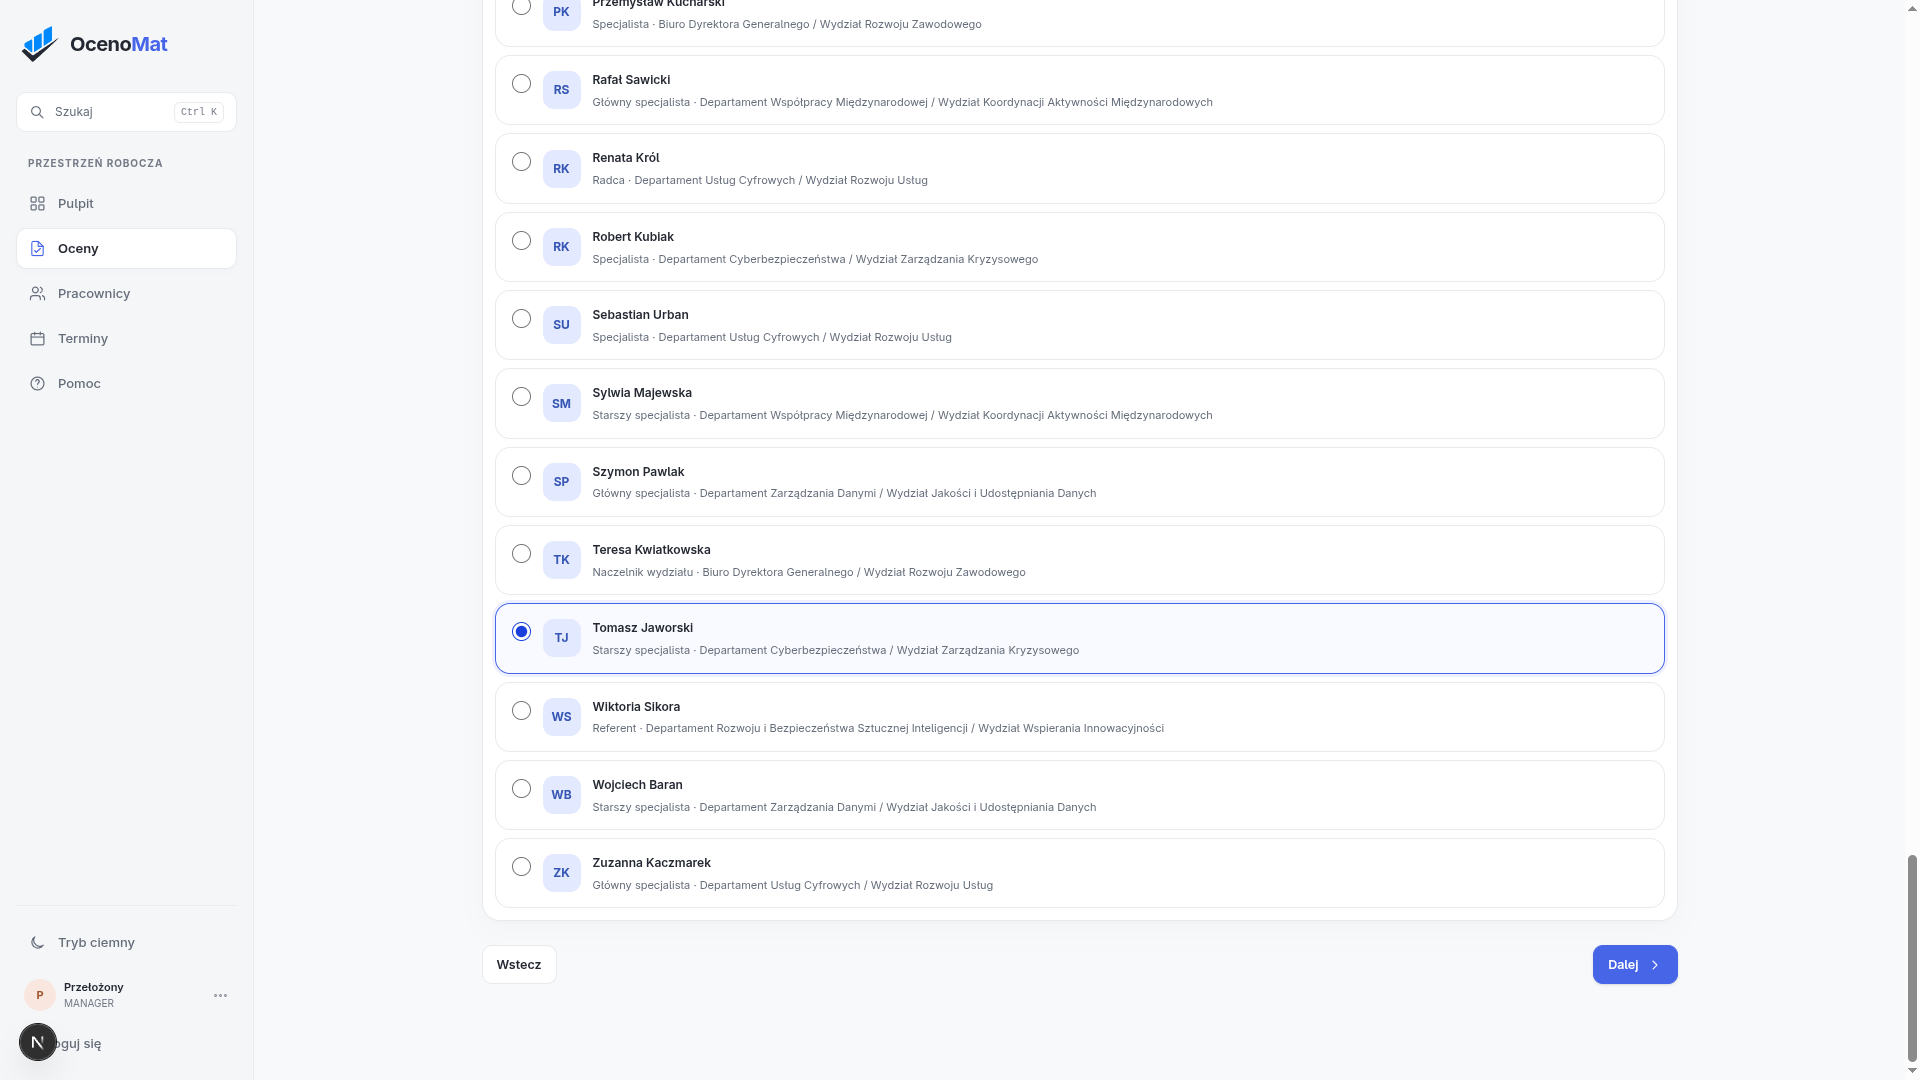 OcenoMat
Szukaj
Ctrl K
PRZESTRZEŃ ROBOCZA
Pulpit
Oceny
Pracownicy
Terminy
Pomoc
Tryb ciemny
P
Przełożony
MANAGER
N
oguj się
PK
Przemysław Kucharski
Specjalista · Biuro Dyrektora Generalnego / Wydział Rozwoju Zawodowego
RS
Rafał Sawicki
Główny specjalista · Departament Współpracy Międzynarodowej / Wydział Koordynacji Aktywności Międzynarodowych
RK
Renata Król
Radca · Departament Usług Cyfrowych / Wydział Rozwoju Usług
RK
Robert Kubiak
Specjalista · Departament Cyberbezpieczeństwa / Wydział Zarządzania Kryzysowego
SU
Sebastian Urban
Specjalista · Departament Usług Cyfrowych / Wydział Rozwoju Usług
SM
Sylwia Majewska
Starszy specjalista · Departament Współpracy Międzynarodowej / Wydział Koordynacji Aktywności Międzynarodowych
SP
Szymon Pawlak
Główny specjalista · Departament Zarządzania Danymi / Wydział Jakości i Udostępniania Danych
TK
Teresa Kwiatkowska
Naczelnik wydziału · Biuro Dyrektora Generalnego / Wydział Rozwoju Zawodowego
TJ
Tomasz Jaworski
Starszy specjalista · Departament Cyberbezpieczeństwa / Wydział Zarządzania Kryzysowego
WS
Wiktoria Sikora
Referent · Departament Rozwoju i Bezpieczeństwa Sztucznej Inteligencji / Wydział Wspierania Innowacyjności
WB
Wojciech Baran
Starszy specjalista · Departament Zarządzania Danymi / Wydział Jakości i Udostępniania Danych
ZK
Zuzanna Kaczmarek
Główny specjalista · Departament Usług Cyfrowych / Wydział Rozwoju Usług
Wstecz
Dalej